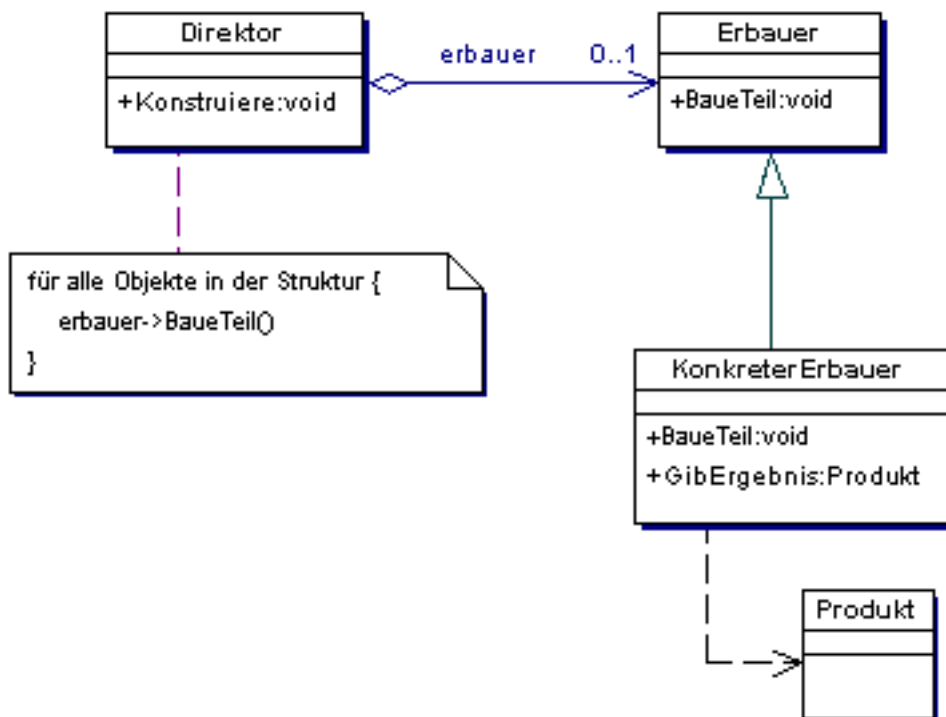 Direktor
+Konstruiere:void
erbauer 0..1
Erbauer
+BaueTeil:void
für alle Objekte in der Struktur {
erbauer->BaueTeil()
}
KonkreterErbauer
+BaueTeil:void
+GibErgebnis:Produkt
Produkt